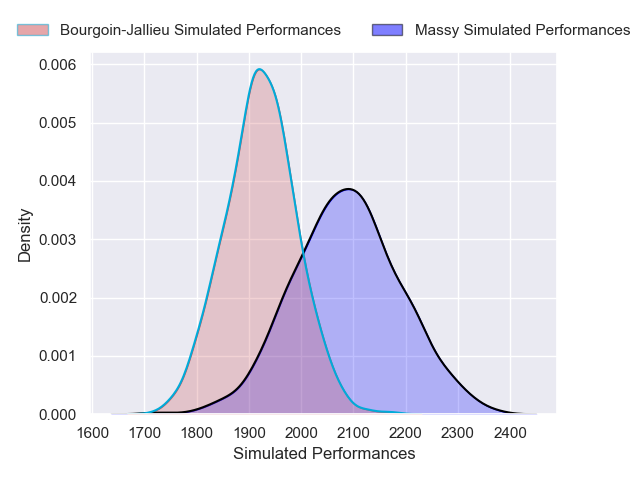 Bourgoin-Jallieu Simulated Performances Massy Simulated Performances
0.006
0.005
0.004
0.003
0.002
0.001
0.000
Density
1600 1700 1800 1900 2000 2100 2200 2300 2400
Simulated Performances